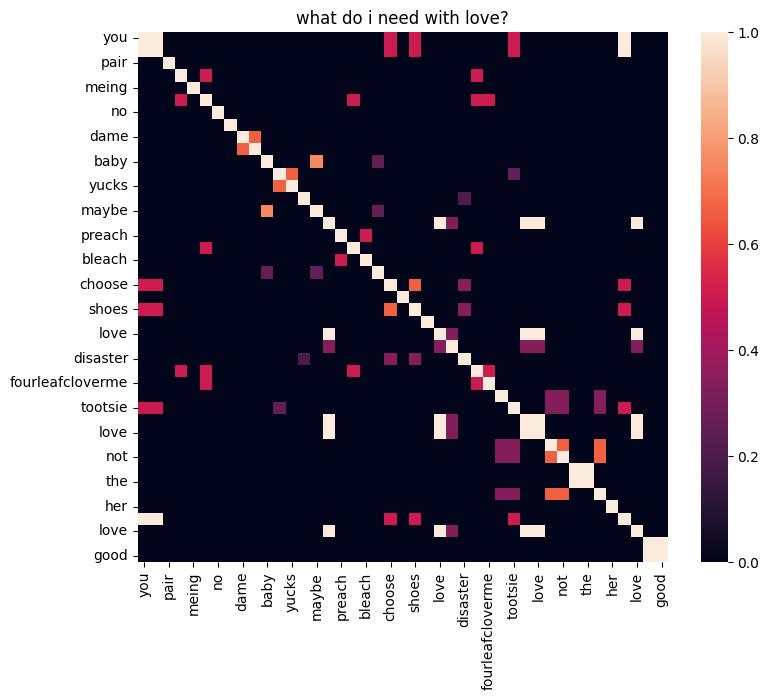 what do i need with love?
you
pair
meing
no
dame
baby
yucks
maybe
preach
bleach
choose
shoes
love
disaster
fourleafcloverme
tootsie
love
not
the
her
love
good
you
pair
meing
no
dame
baby
yucks
maybe
preach
bleach
choose
shoes
love
disaster
fourleafcloverme
tootsie
love
not
the
her
love
good
1.0
0.8
0.6
0.4
0.2
0.0